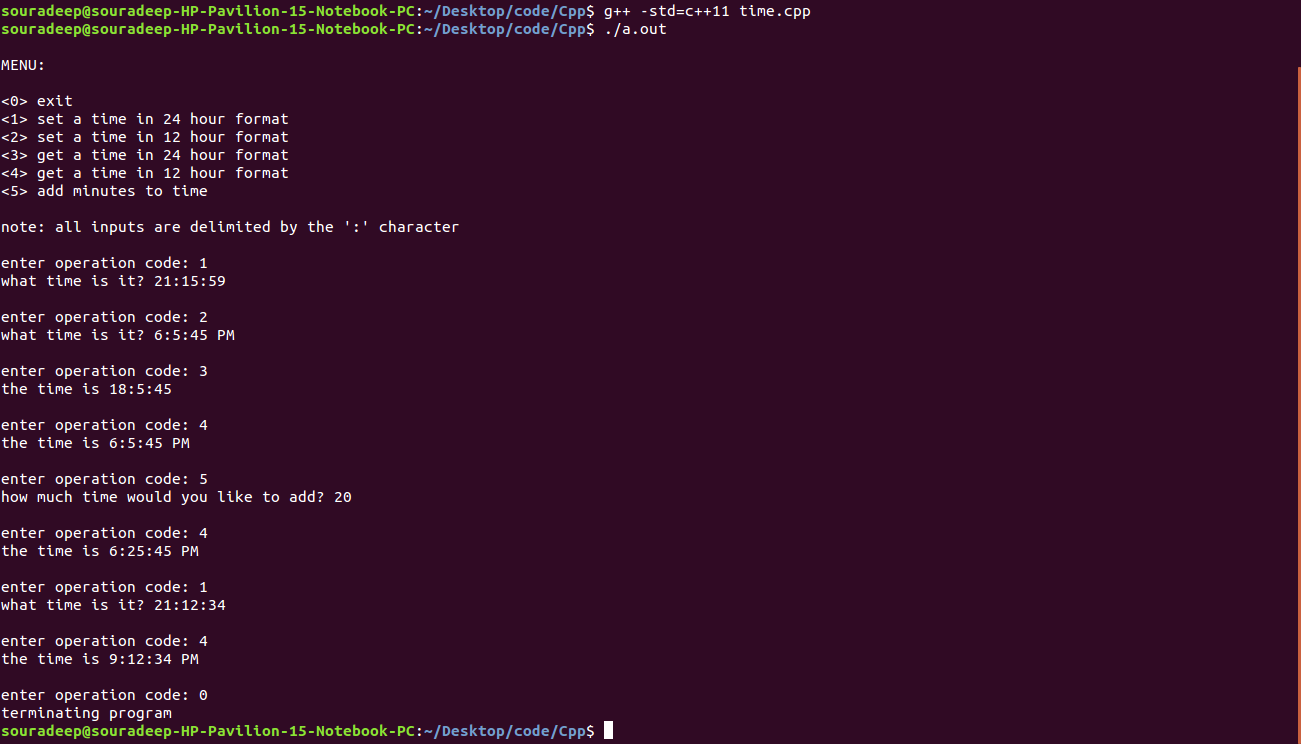 souradeep@souradeep-HP-Pavilion-15-Notebook-PC:~/Desktop/code/Cpp$ g++ -std=c++11 time.cpp
souradeep@souradeep-HP-Pavilion-15-Notebook-PC:~/Desktop/code/Cpp$ ./a.out
MENU:
<0> exit
<1> set a time in 24 hour format
<2> set a time in 12 hour format
<3> get a time in 24 hour format
<4> get a time in 12 hour format
<5> add minutes to time
note: all inputs are delimited by the ':' character
enter operation code: 1
what time is it? 21:15:59
enter operation code: 2
what time is it? 6:5:45 PM
enter operation code: 3
the time is 18:5:45
enter operation code: 4
the time is 6:5:45 PM
enter operation code: 5
how much time would you like to add? 20
enter operation code: 4
the time is 6:25:45 PM
enter operation code: 1
what time is it? 21:12:34
enter operation code: 4
the time is 9:12:34 PM
enter operation code: 0
terminating program
souradeep@souradeep-HP-Pavilion-15-Notebook-PC:~/Desktop/code/Cpp$